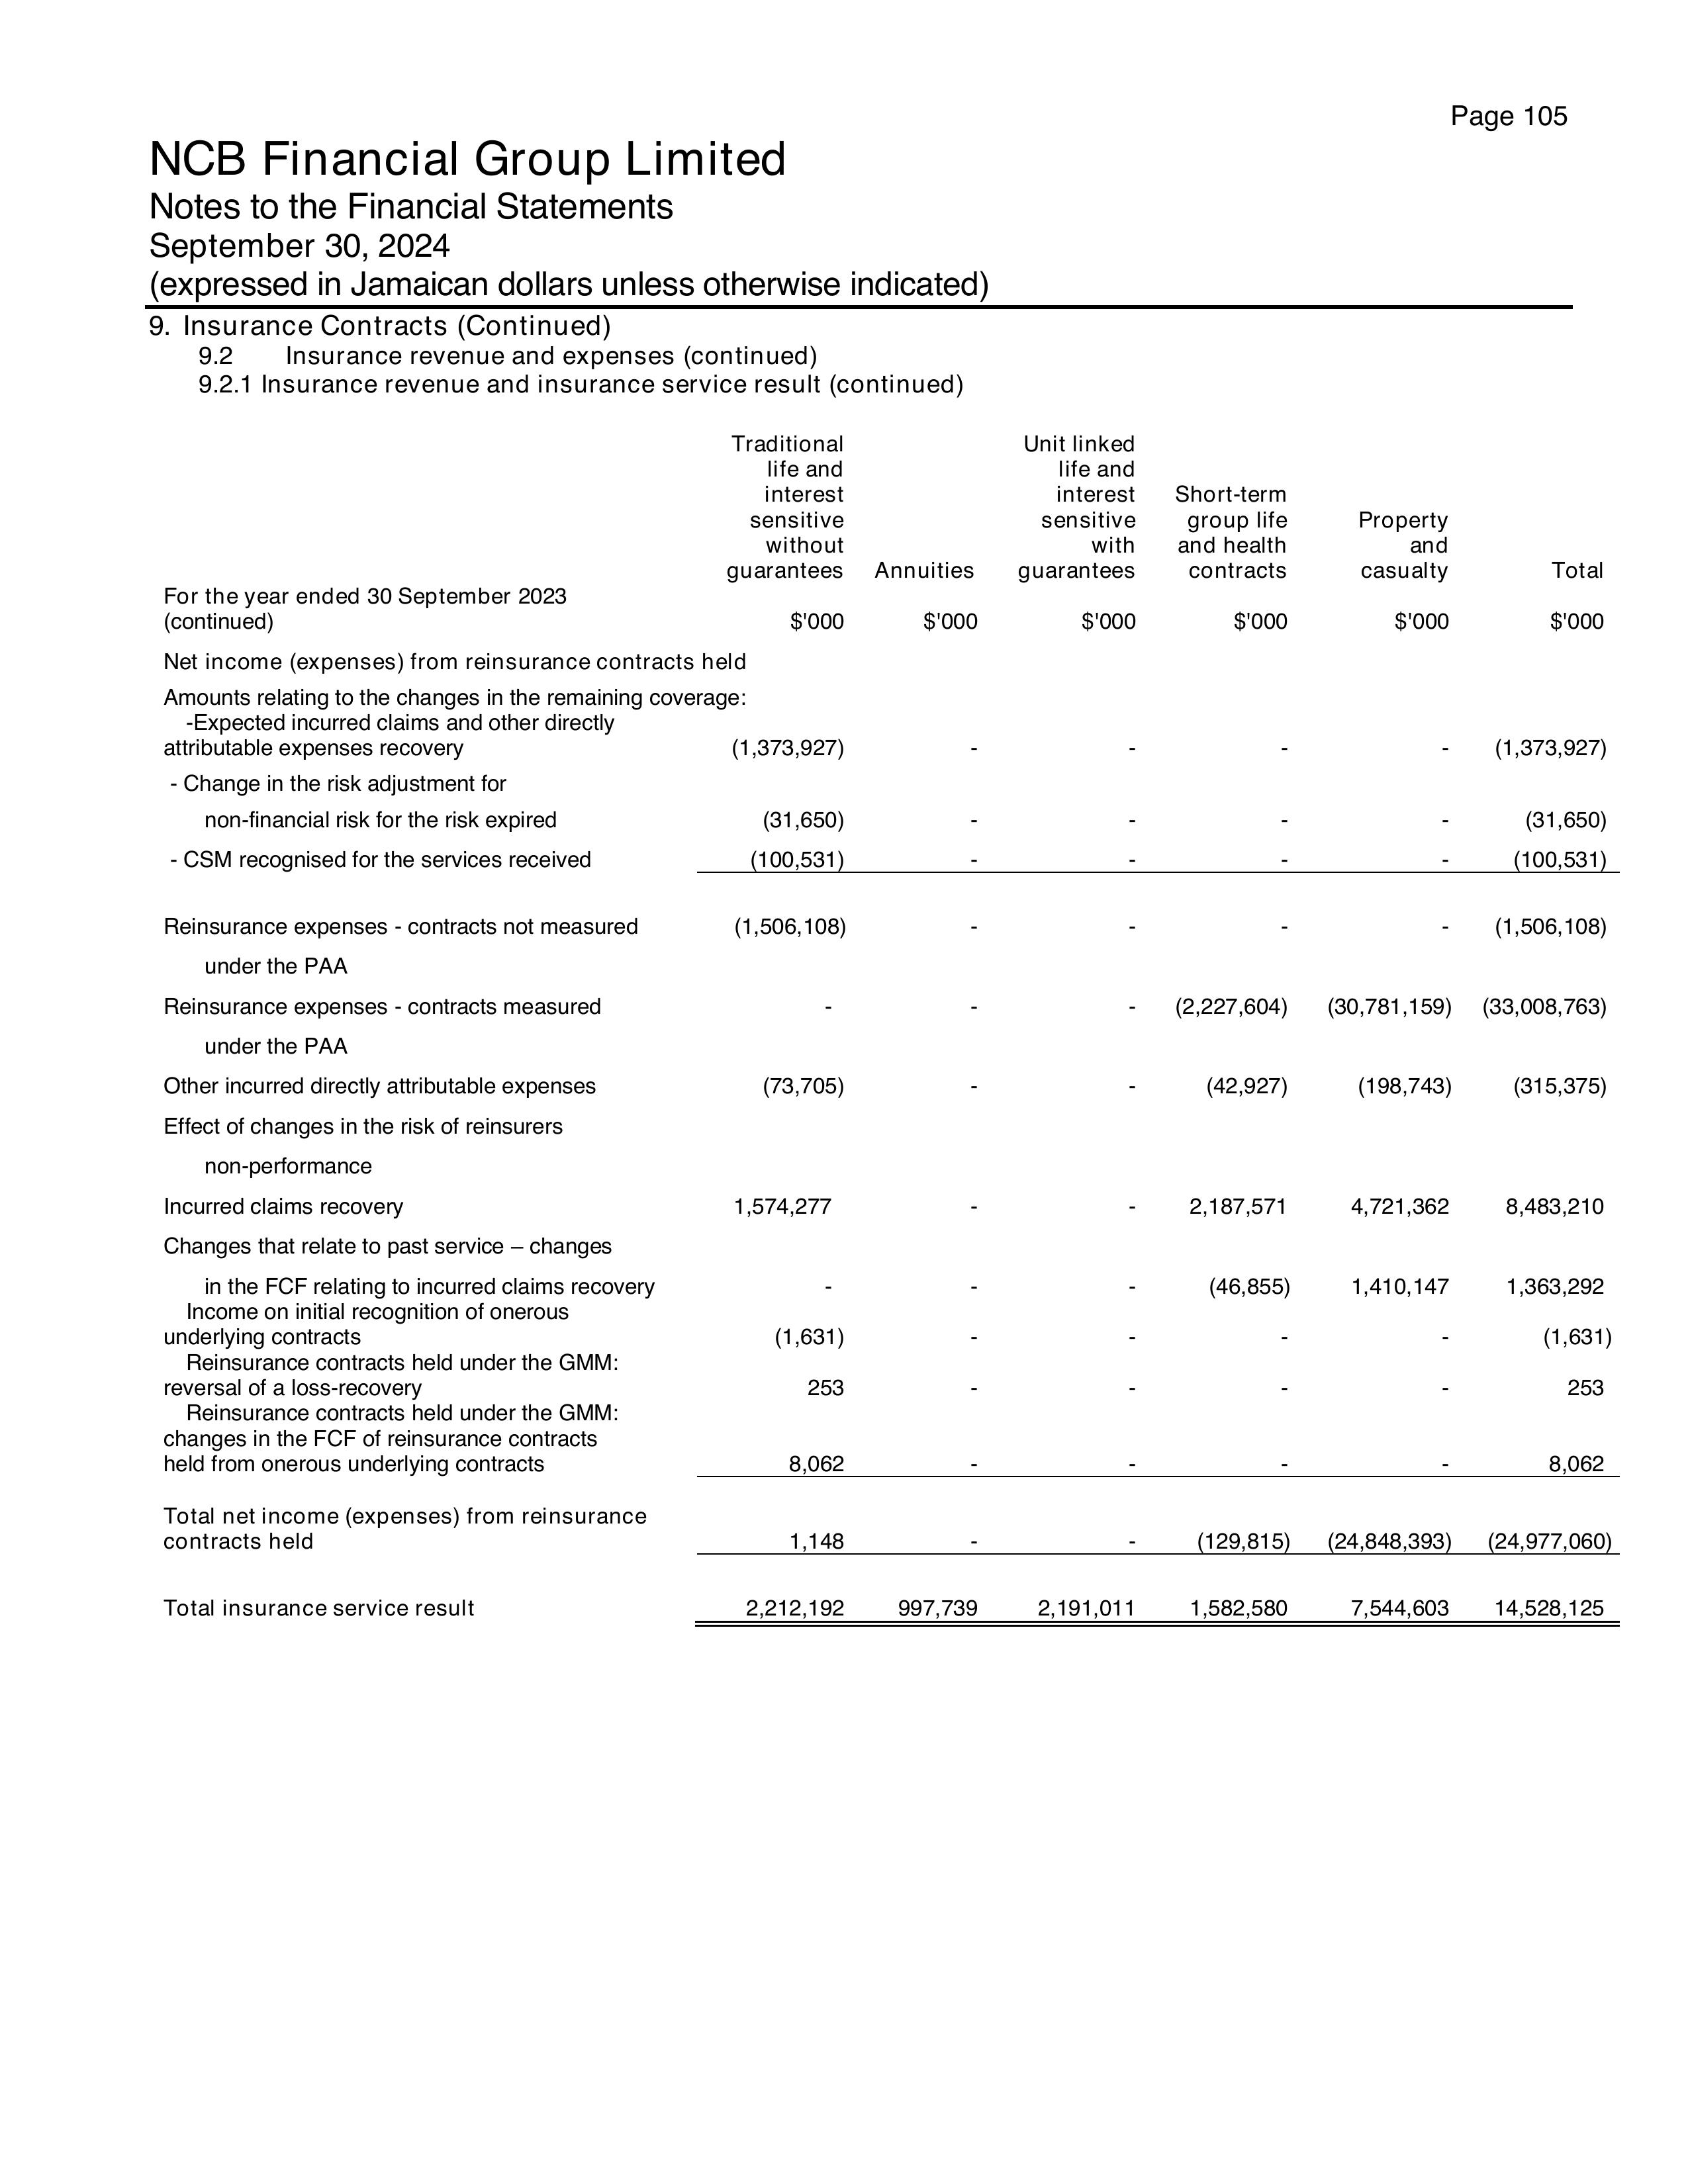 Page 105
NCB Financial Group Limited
Notes to the Financial Statements
September 30, 2024
(expressed in Jamaican dollars unless otherwise indicated)
9. Insurance Contracts (Continued)
9.2 Insurance revenue and expenses (continued)
9.2.1 Insurance revenue and insurance service result (continued)
Traditional Unit linked
life and life and
interest interest Short-term
sensitive sensitive group life Property
without with and health and
guarantees Annuities guarantees contracts casualty Total
For the year ended 30 September 2023
(continued) $'000 $'000 $'000 $'000 $'000 $'000
Net income (expenses) from reinsurance contracts held
Amounts relating to the changes in the remaining coverage:
-Expected incurred claims and other directly
attributable expenses recovery (1,373,927) - - - - (1,373,927)
- Change in the risk adjustment for
non-financial risk for the risk expired (31,650) - - - - (31,650)
- CSM recognised for the services received (100,531) - - - - (100,531)
Reinsurance expenses - contracts not measured (1,506,108) - - - - (1,506,108)
under the PAA
Reinsurance expenses - contracts measured - - - (2,227,604) (30,781,159) (33,008,763)
under the PAA
Other incurred directly attributable expenses (73,705) - - (42,927) (198,743) (315,375)
Effect of changes in the risk of reinsurers
non-performance
Incurred claims recovery 1,574,277 - - 2,187,571 4,721,362 8,483,210
Changes that relate to past service – changes
in the FCF relating to incurred claims recovery - - - (46,855) 1,410,147 1,363,292
Income on initial recognition of onerous
underlying contracts (1,631) - - - - (1,631)
Reinsurance contracts held under the GMM:
reversal of a loss-recovery 253 - - - - 253
Reinsurance contracts held under the GMM:
changes in the FCF of reinsurance contracts
held from onerous underlying contracts 8,062 - - - - 8,062
Total net income (expenses) from reinsurance
contracts held 1,148 - - (129,815) (24,848,393) (24,977,060)
Total insurance service result 2,212,192 997,739 2,191,011 1,582,580 7,544,603 14,528,125